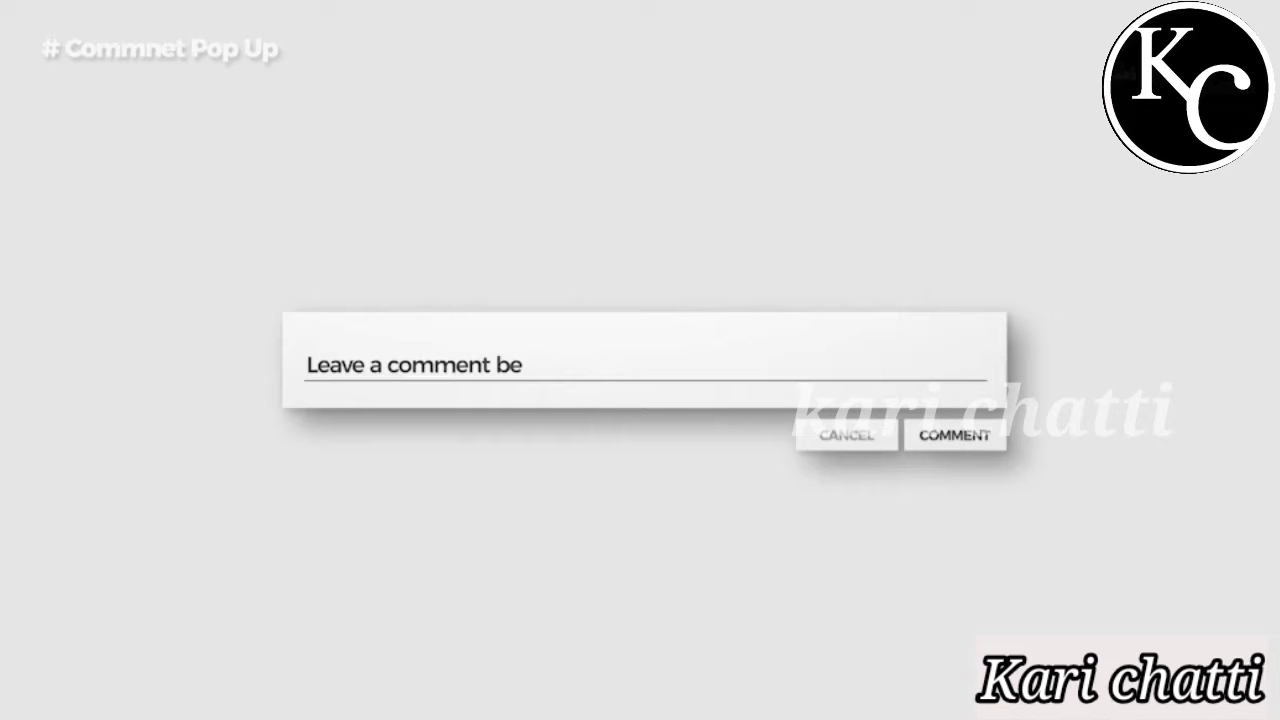 # Commnet Pop Up
KC
Leave a comment be
kari chatti
CANCEL COMMENT
Kari chatti